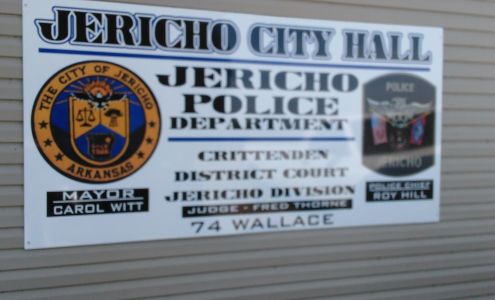 JERICHO CITY HALL
THE CITY OF JERICHO
ARKANSAS
MAYOR
CAROL WITT
JERICHO
POLICE
DEPARTMENT
CRITTENDEN
DISTRICT COURT
JERICHO DIVISION
JUDGE - FRED THORNE
74 WALLACE
POLICE
JERICHO
POLICE CHIEF
ROY HILL